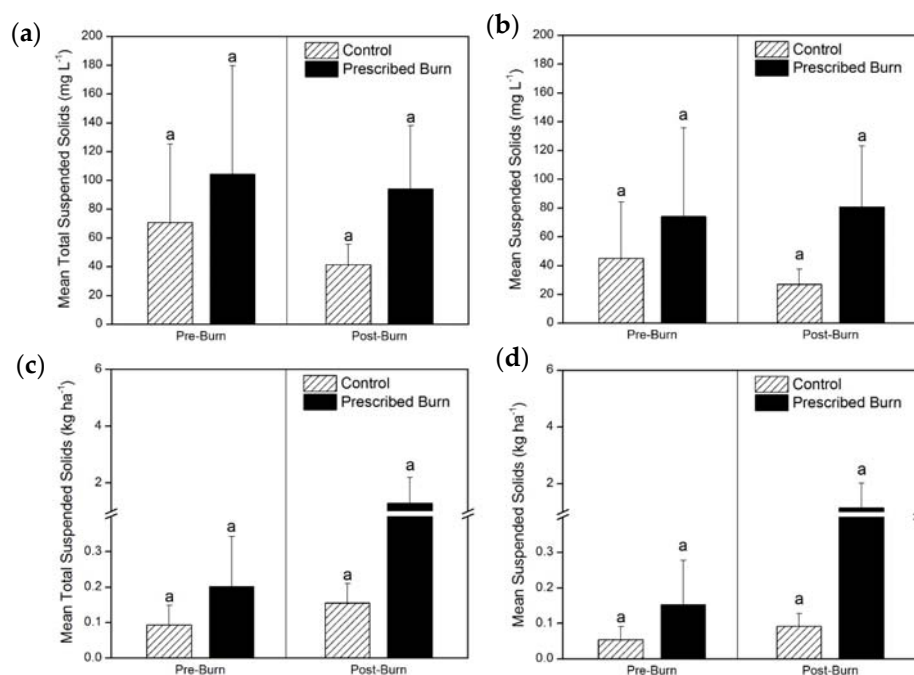 (a)
200
180
160
140
120
100
80
60
40
20
0
Mean Total Suspended Solids (mg L⁻¹)
Control
Prescribed Burn
a
a
a
a
Pre-Burn
Post-Burn
(b)
200
180
160
140
120
100
80
60
40
20
0
Mean Suspended Solids (mg L⁻¹)
Control
Prescribed Burn
a
a
a
a
Pre-Burn
Post-Burn
(c)
6
4
2
0.3
0.2
0.1
0.0
Mean Total Suspended Solids (kg ha⁻¹)
Control
Prescribed Burn
a
a
a
a
Pre-Burn
Post-Burn
(d)
6
4
2
0.3
0.2
0.1
0.0
Mean Suspended Solids (kg ha⁻¹)
Control
Prescribed Burn
a
a
a
a
Pre-Burn
Post-Burn